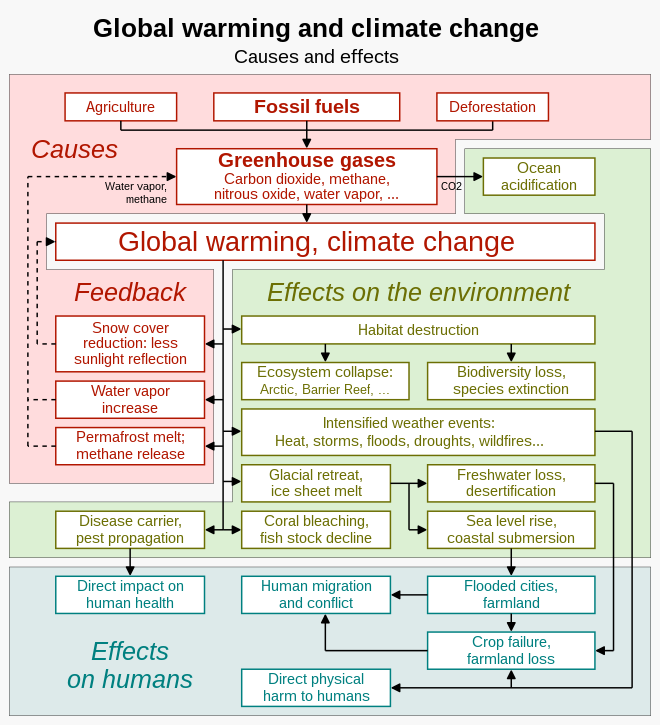 Global warming and climate change
Causes and effects
Agriculture
Fossil fuels
Deforestation
Causes
Greenhouse gases
Carbon dioxide, methane,
nitrous oxide, water vapor, ...
Water vapor,
methane
CO2
Ocean
acidification
Global warming, climate change
Feedback
Effects on the environment
Snow cover
reduction: less
sunlight reflection
Habitat destruction
Ecosystem collapse:
Arctic, Barrier Reef, ...
Biodiversity loss,
species extinction
Water vapor
increase
Intensified weather events:
Heat, storms, floods, droughts, wildfires...
Permafrost melt;
methane release
Glacial retreat,
ice sheet melt
Freshwater loss,
desertification
Disease carrier,
pest propagation
Coral bleaching,
fish stock decline
Sea level rise,
coastal submersion
Direct impact on
human health
Human migration
and conflict
Flooded cities,
farmland
Effects
on humans
Crop failure,
farmland loss
Direct physical
harm to humans